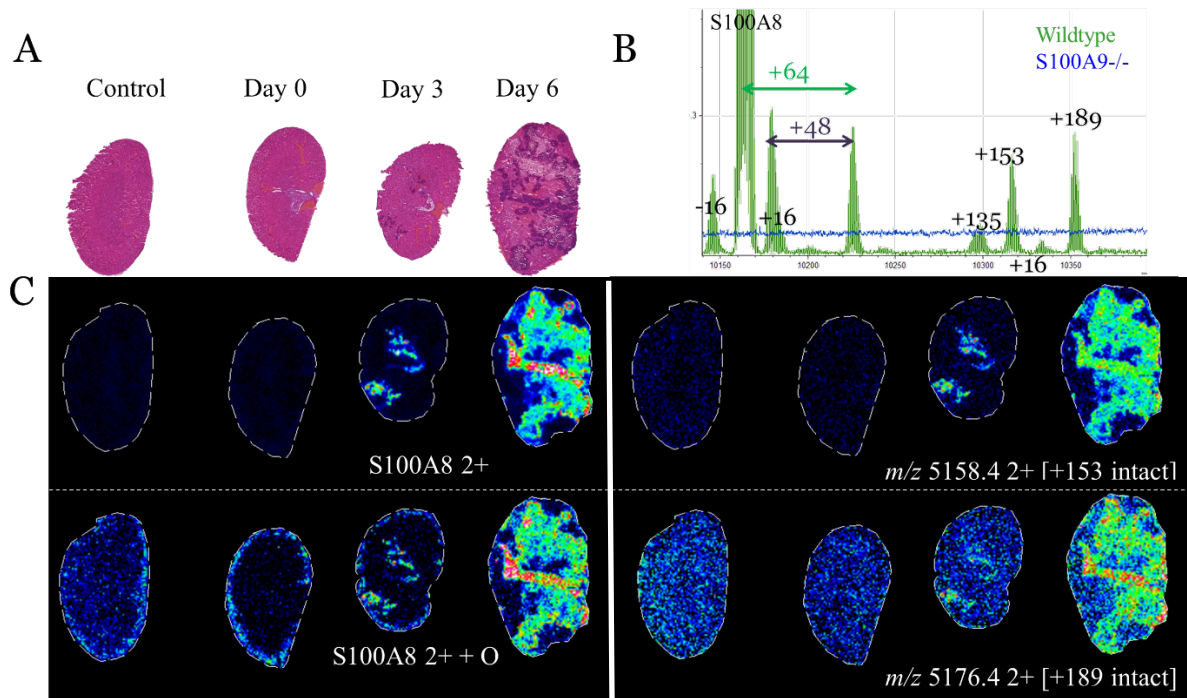 A
Control
Day 0
Day 3
Day 6
B
S100A8
Wildtype
S100A9-/-
+64
+48
+189
+153
-16
+16
+135
+16
.3
10150
10200
10250
10300
10350
C
S100A8 2+
m/z 5158.4 2+ [+153 intact]
S100A8 2+ + O
m/z 5176.4 2+ [+189 intact]